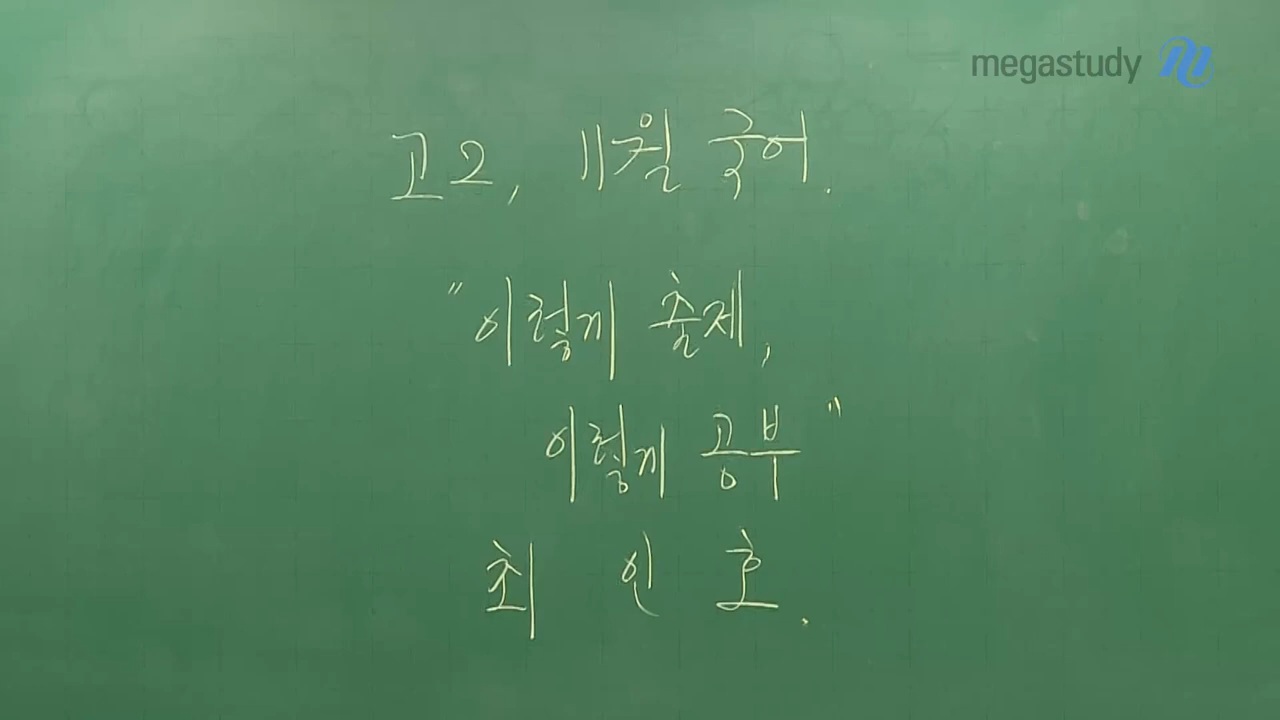 megastudy
고2, 11월 국어.
"이렇게 출제,
이렇게 공부"
최 인 호.